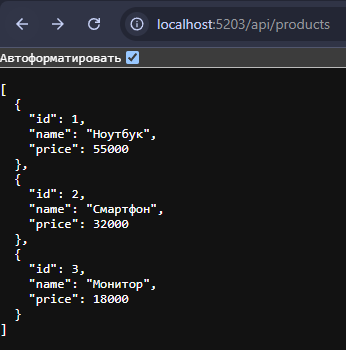 localhost:5203/api/products
Автоформатировать
[
  {
    "id": 1,
    "name": "Ноутбук",
    "price": 55000
  },
  {
    "id": 2,
    "name": "Смартфон",
    "price": 32000
  },
  {
    "id": 3,
    "name": "Монитор",
    "price": 18000
  }
]